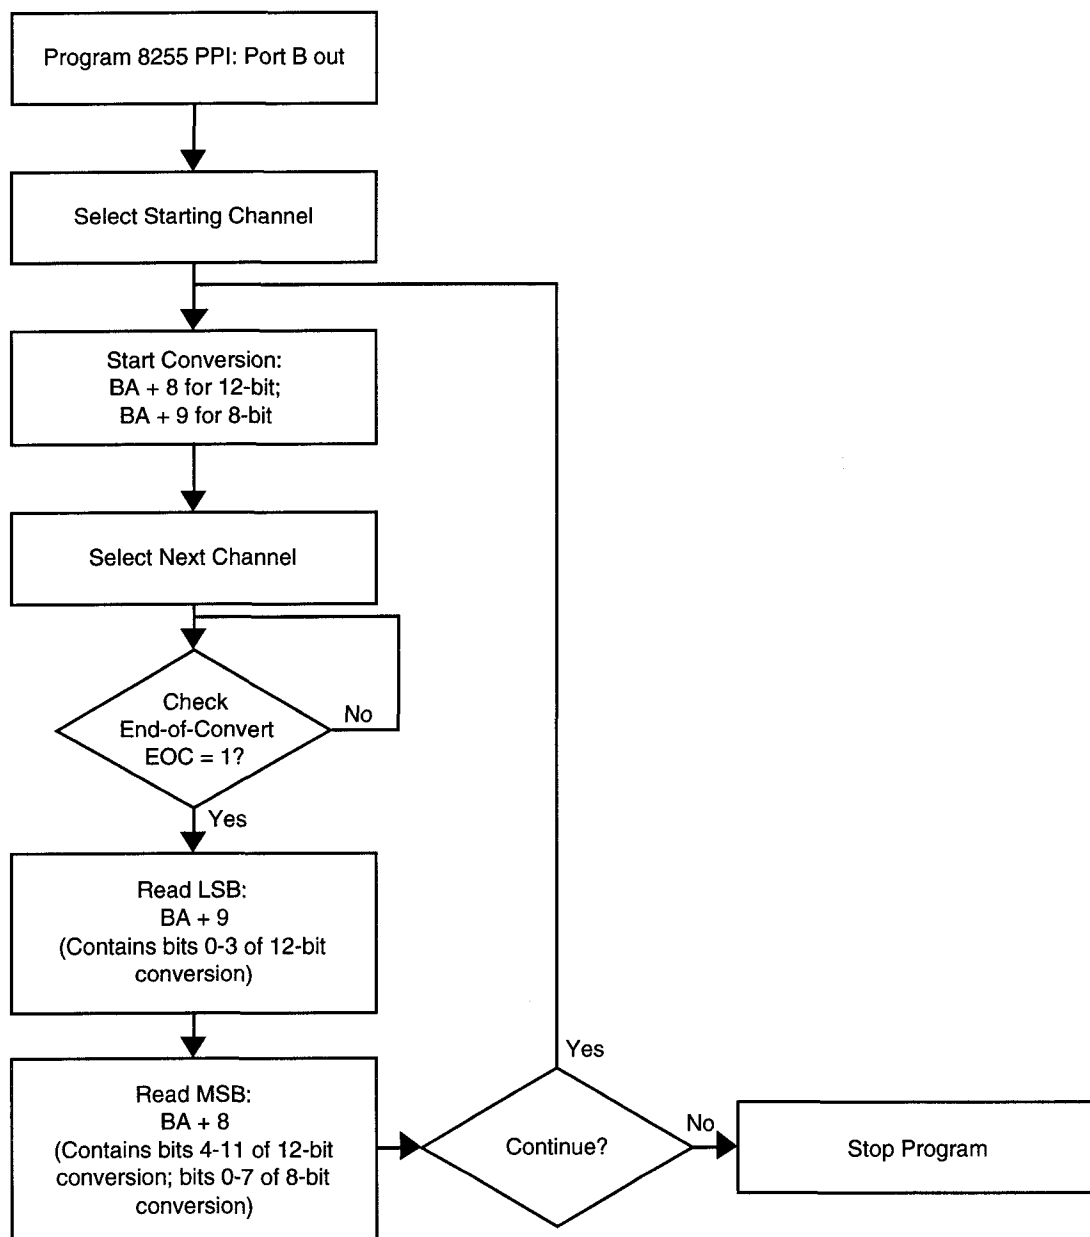 Program 8255 PPI: Port B out
Select Starting Channel
Start Conversion:
BA + 8 for 12-bit;
BA + 9 for 8-bit
Select Next Channel
Check
End-of-Convert
EOC = 1?
No
Yes
Read LSB:
BA + 9
(Contains bits 0-3 of 12-bit
conversion)
Read MSB:
BA + 8
(Contains bits 4-11 of 12-bit
conversion; bits 0-7 of 8-bit
conversion)
Yes
Continue?
No
Stop Program